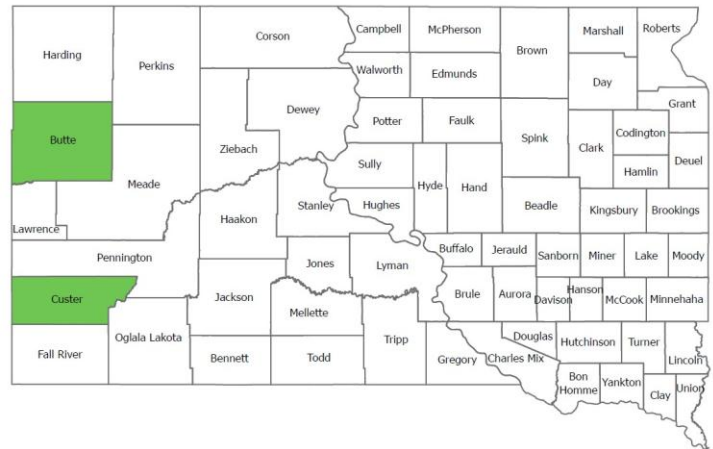 Harding
Perkins
Corson
Campbell
McPherson
Brown
Marshall
Roberts
Walworth
Edmunds
Day
Grant
Butte
Dewey
Ziebach
Potter
Faulk
Spink
Clark
Codington
Deuel
Hamlin
Meade
Sully
Hyde
Hand
Lawrence
Haakon
Stanley
Hughes
Beadle
Kingsbury
Brookings
Pennington
Jones
Lyman
Buffalo
Jerauld
Sanborn
Miner
Lake
Moody
Custer
Jackson
Mellette
Brule
Aurora
Davison
Hanson
McCook
Minnehaha
Fall River
Oglala Lakota
Bennett
Todd
Tripp
Gregory
Charles Mix
Douglas
Hutchinson
Turner
Lincoln
Bon
Homme
Yankton
Clay
Union